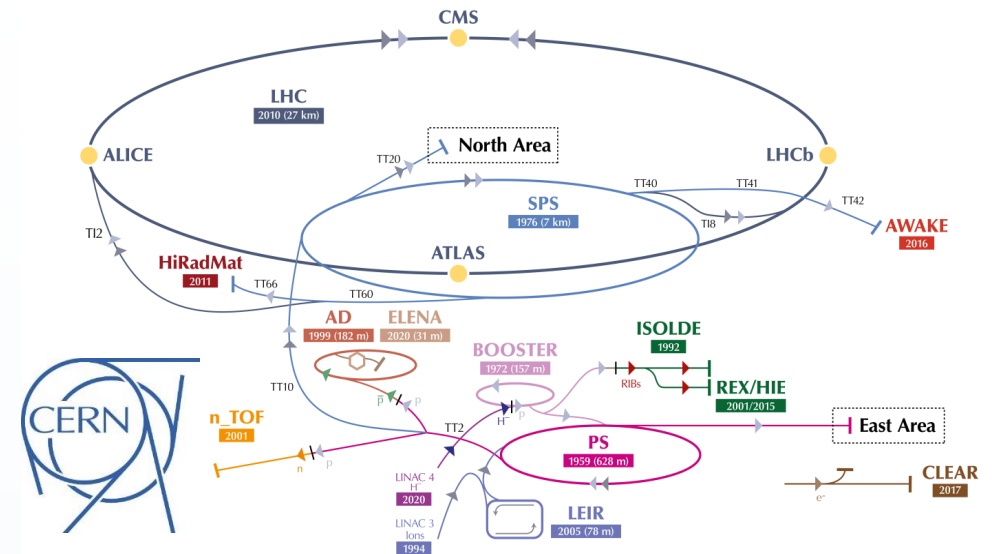 CMS
LHC
2010 (27 km)
ALICE
LHCb
TT20
North Area
TT40
TT41
TT42
SPS
1976 (7 km)
TI8
AWAKE
2016
TI2
ATLAS
HiRadMat
2011
TT66
TT60
AD
1999 (182 m)
ELENA
2020 (31 m)
ISOLDE
1992
BOOSTER
1972 (157 m)
RIBs
REX/HIE
2001/2015
TT10
p̅
p
H⁻
p
CERN
n_TOF
2001
TT2
East Area
PS
1959 (628 m)
n
p
LINAC 4
H⁻
2020
CLEAR
2017
e⁻
LEIR
2005 (78 m)
LINAC 3
Ions
1994